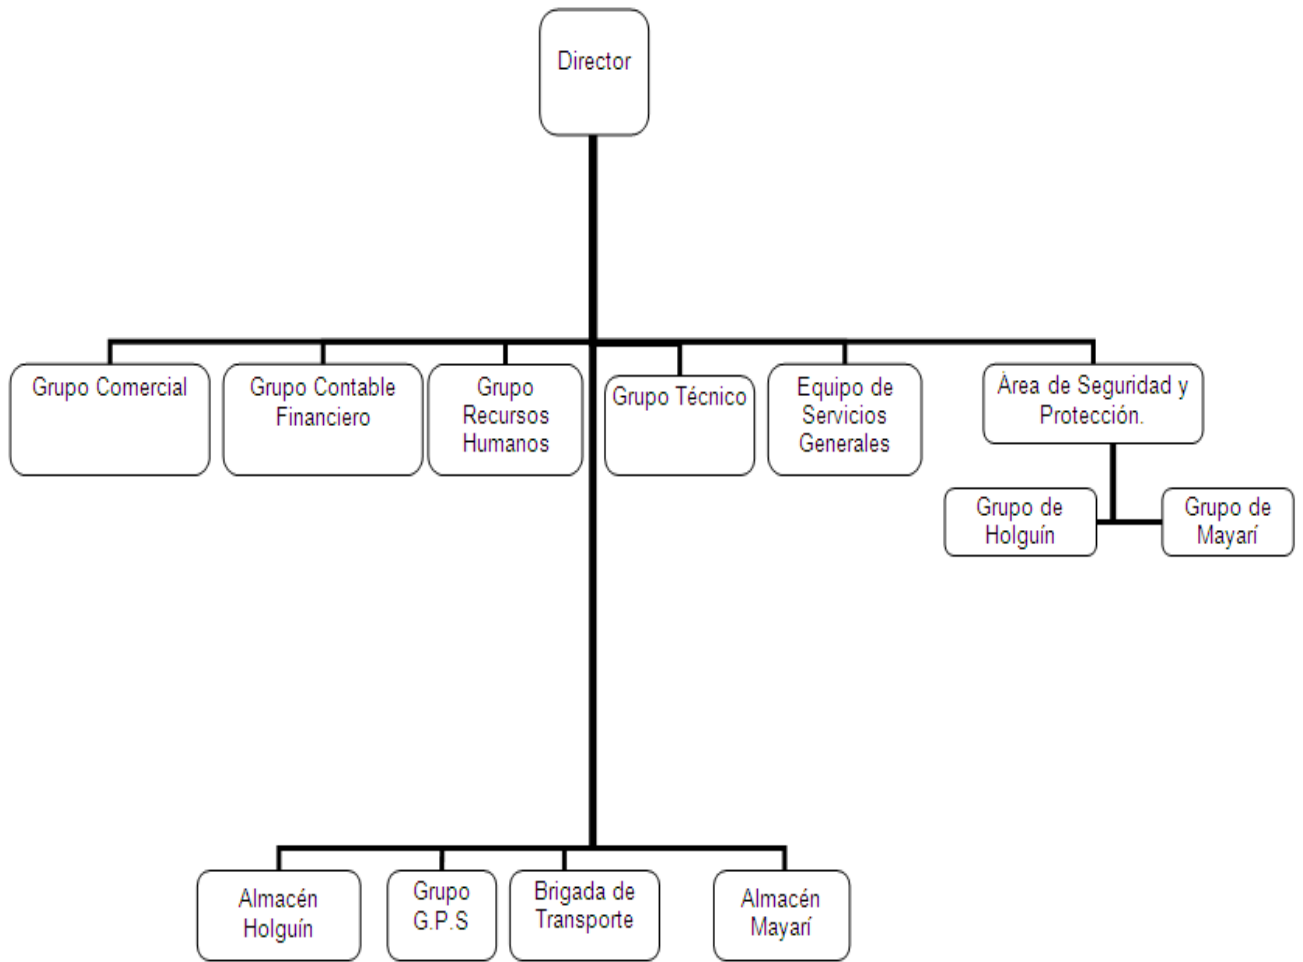 Director
Grupo Comercial
Grupo Contable
Financiero
Grupo
Recursos
Humanos
Grupo Técnico
Equipo de
Servicios
Generales
Área de Seguridad y
Protección.
Grupo de
Holguín
Grupo de
Mayarí
Almacén
Holguín
Grupo
G.P.S
Brigada de
Transporte
Almacén
Mayarí